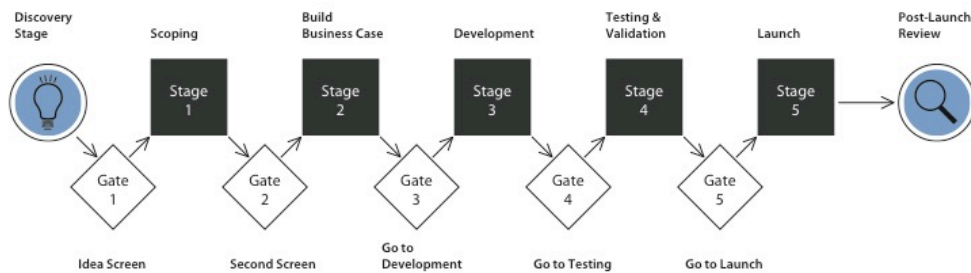 Discovery
Stage
Scoping
Build
Business Case
Development
Testing &
Validation
Launch
Post-Launch
Review
Stage
1
Stage
2
Stage
3
Stage
4
Stage
5
Gate
1
Gate
2
Gate
3
Gate
4
Gate
5
Idea Screen
Second Screen
Go to
Development
Go to Testing
Go to Launch